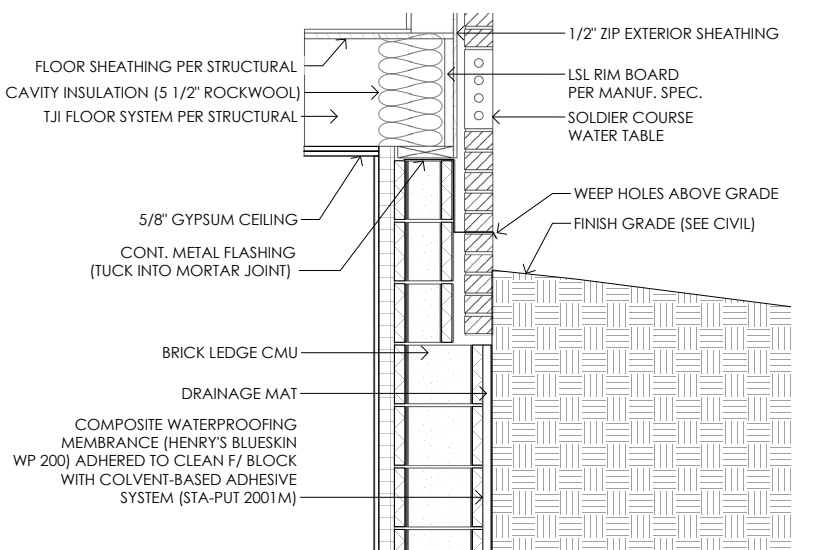 FLOOR SHEATHING PER STRUCTURAL
CAVITY INSULATION (5 1/2" ROCKWOOL)
TJI FLOOR SYSTEM PER STRUCTURAL
5/8" GYPSUM CEILING
CONT. METAL FLASHING
(TUCK INTO MORTAR JOINT)
BRICK LEDGE CMU
DRAINAGE MAT
COMPOSITE WATERPROOFING
MEMBRANCE (HENRY'S BLUESKIN
WP 200) ADHERED TO CLEAN F/ BLOCK
WITH COLVENT-BASED ADHESIVE
SYSTEM (STA-PUT 2001M)
1/2" ZIP EXTERIOR SHEATHING
LSL RIM BOARD
PER MANUF. SPEC.
SOLDIER COURSE
WATER TABLE
WEEP HOLES ABOVE GRADE
FINISH GRADE (SEE CIVIL)